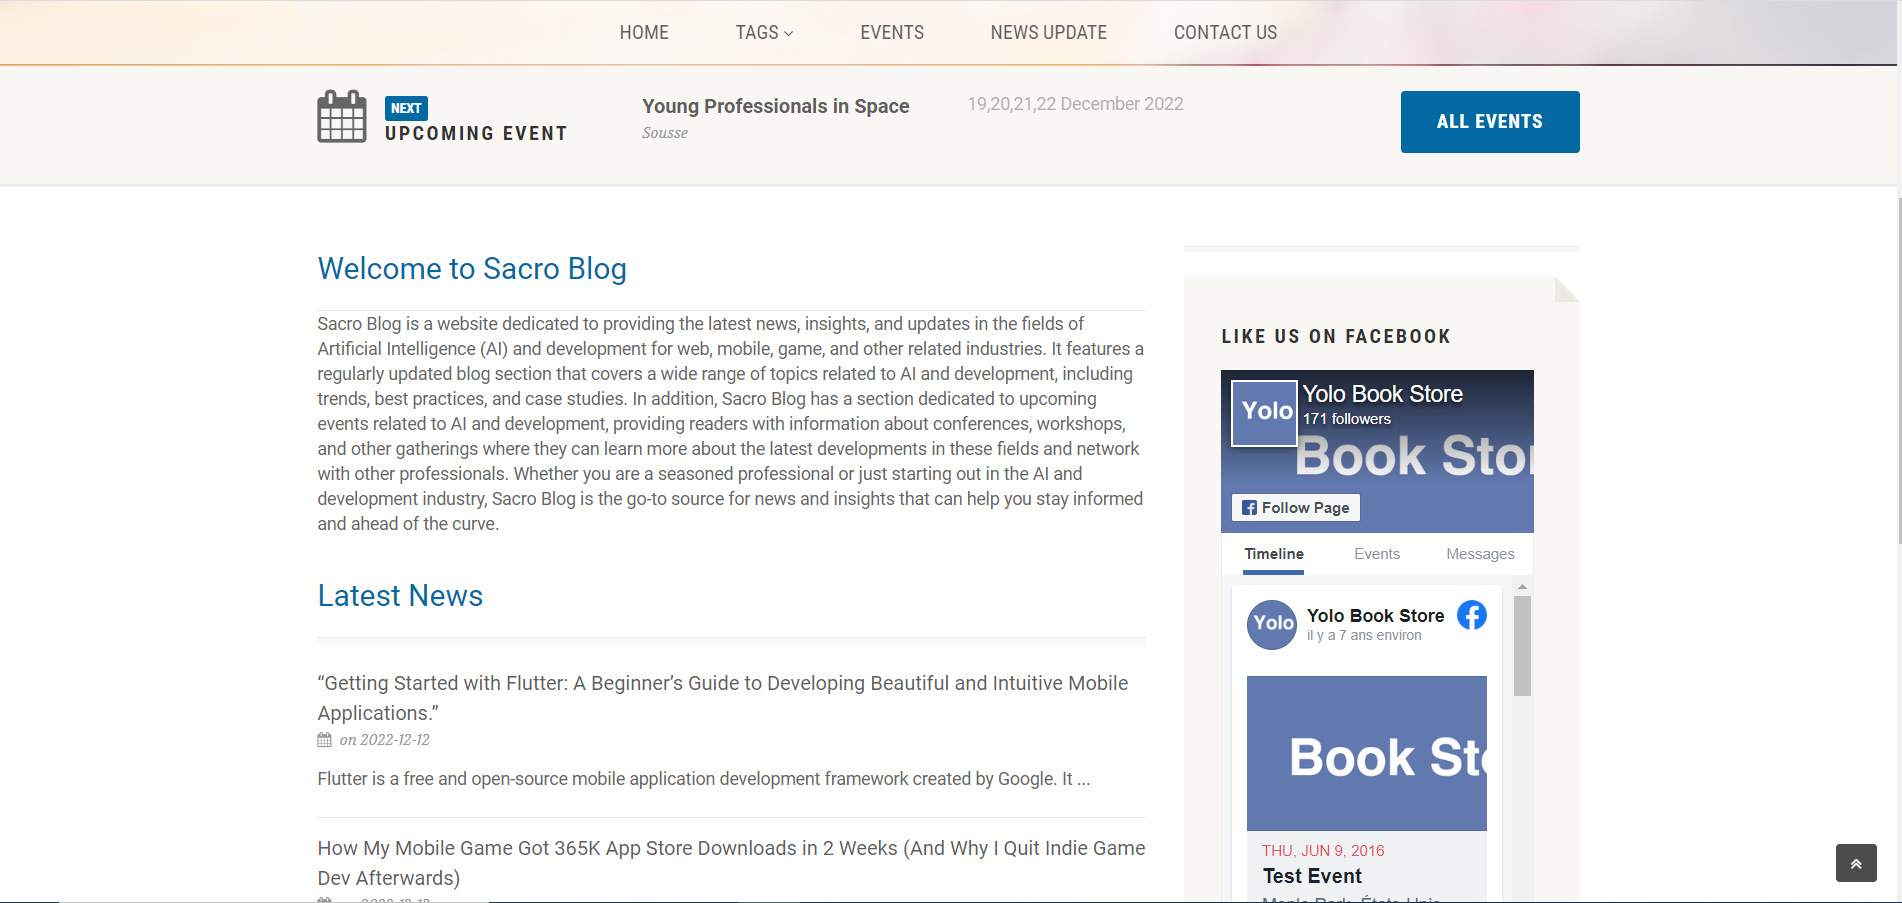 HOME TAGS EVENTS NEWS UPDATE CONTACT US
NEXT
UPCOMING EVENT
Young Professionals in Space
Sousse
19,20,21,22 December 2022
ALL EVENTS
Welcome to Sacro Blog
Sacro Blog is a website dedicated to providing the latest news, insights, and updates in the fields of
Artificial Intelligence (AI) and development for web, mobile, game, and other related industries. It features a
regularly updated blog section that covers a wide range of topics related to AI and development, including
trends, best practices, and case studies. In addition, Sacro Blog has a section dedicated to upcoming
events related to AI and development, providing readers with information about conferences, workshops,
and other gatherings where they can learn more about the latest developments in these fields and network
with other professionals. Whether you are a seasoned professional or just starting out in the AI and
development industry, Sacro Blog is the go-to source for news and insights that can help you stay informed
and ahead of the curve.
Latest News
“Getting Started with Flutter: A Beginner’s Guide to Developing Beautiful and Intuitive Mobile
Applications.”
on 2022-12-12
Flutter is a free and open-source mobile application development framework created by Google. It ...
How My Mobile Game Got 365K App Store Downloads in 2 Weeks (And Why I Quit Indie Game
Dev Afterwards)
LIKE US ON FACEBOOK
Yolo
Yolo Book Store
171 followers
Book Stor
Follow Page
Timeline Events Messages
Yolo
Yolo Book Store
il y a 7 ans environ
Book Sto
THU, JUN 9, 2016
Test Event